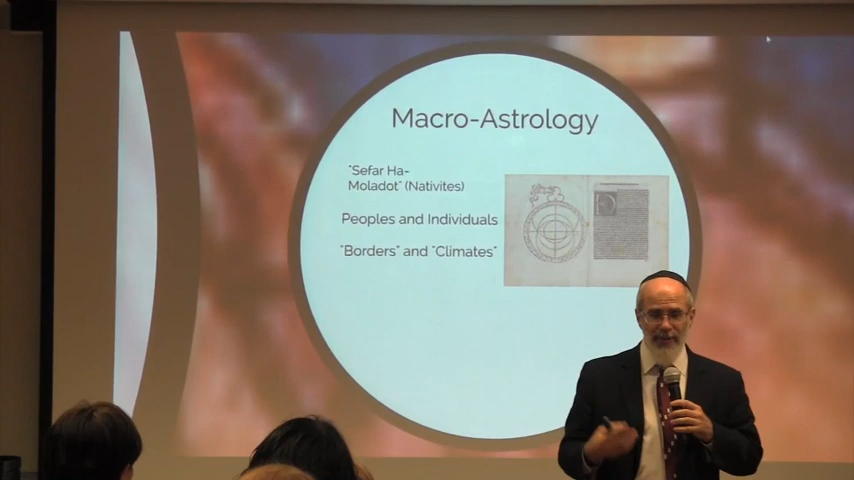 Macro-Astrology
"Sefar Ha-
Moladot" (Nativites)
Peoples and Individuals
"Borders" and "Climates"